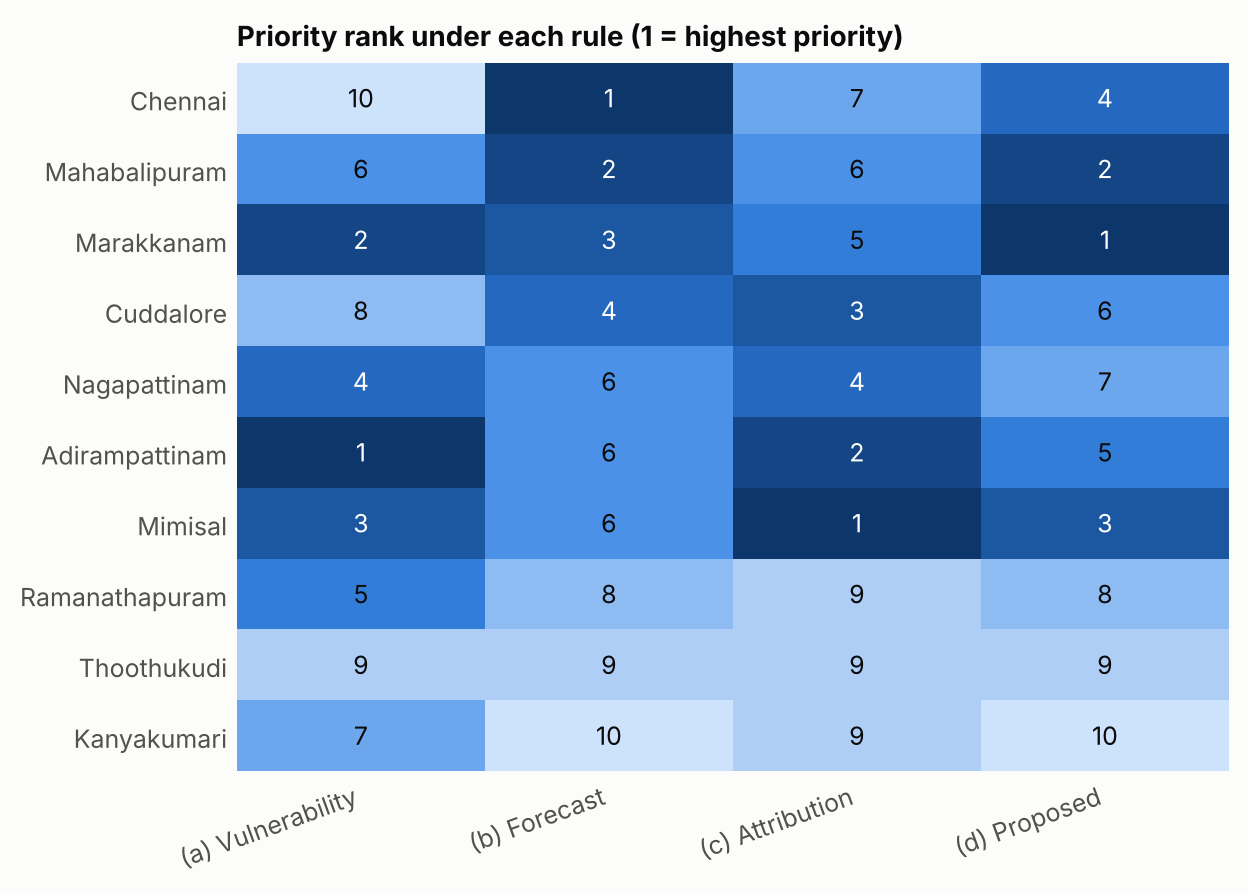 Priority rank under each rule (1 = highest priority)
Chennai 10 1 7 4
Mahabalipuram 6 2 6 2
Marakkanam 2 3 5 1
Cuddalore 8 4 3 6
Nagapattinam 4 6 4 7
Adirampattinam 1 6 2 5
Mimisal 3 6 1 3
Ramanathapuram 5 8 9 8
Thoothukudi 9 9 9 9
Kanyakumari 7 10 9 10
(a) Vulnerability (b) Forecast (c) Attribution (d) Proposed